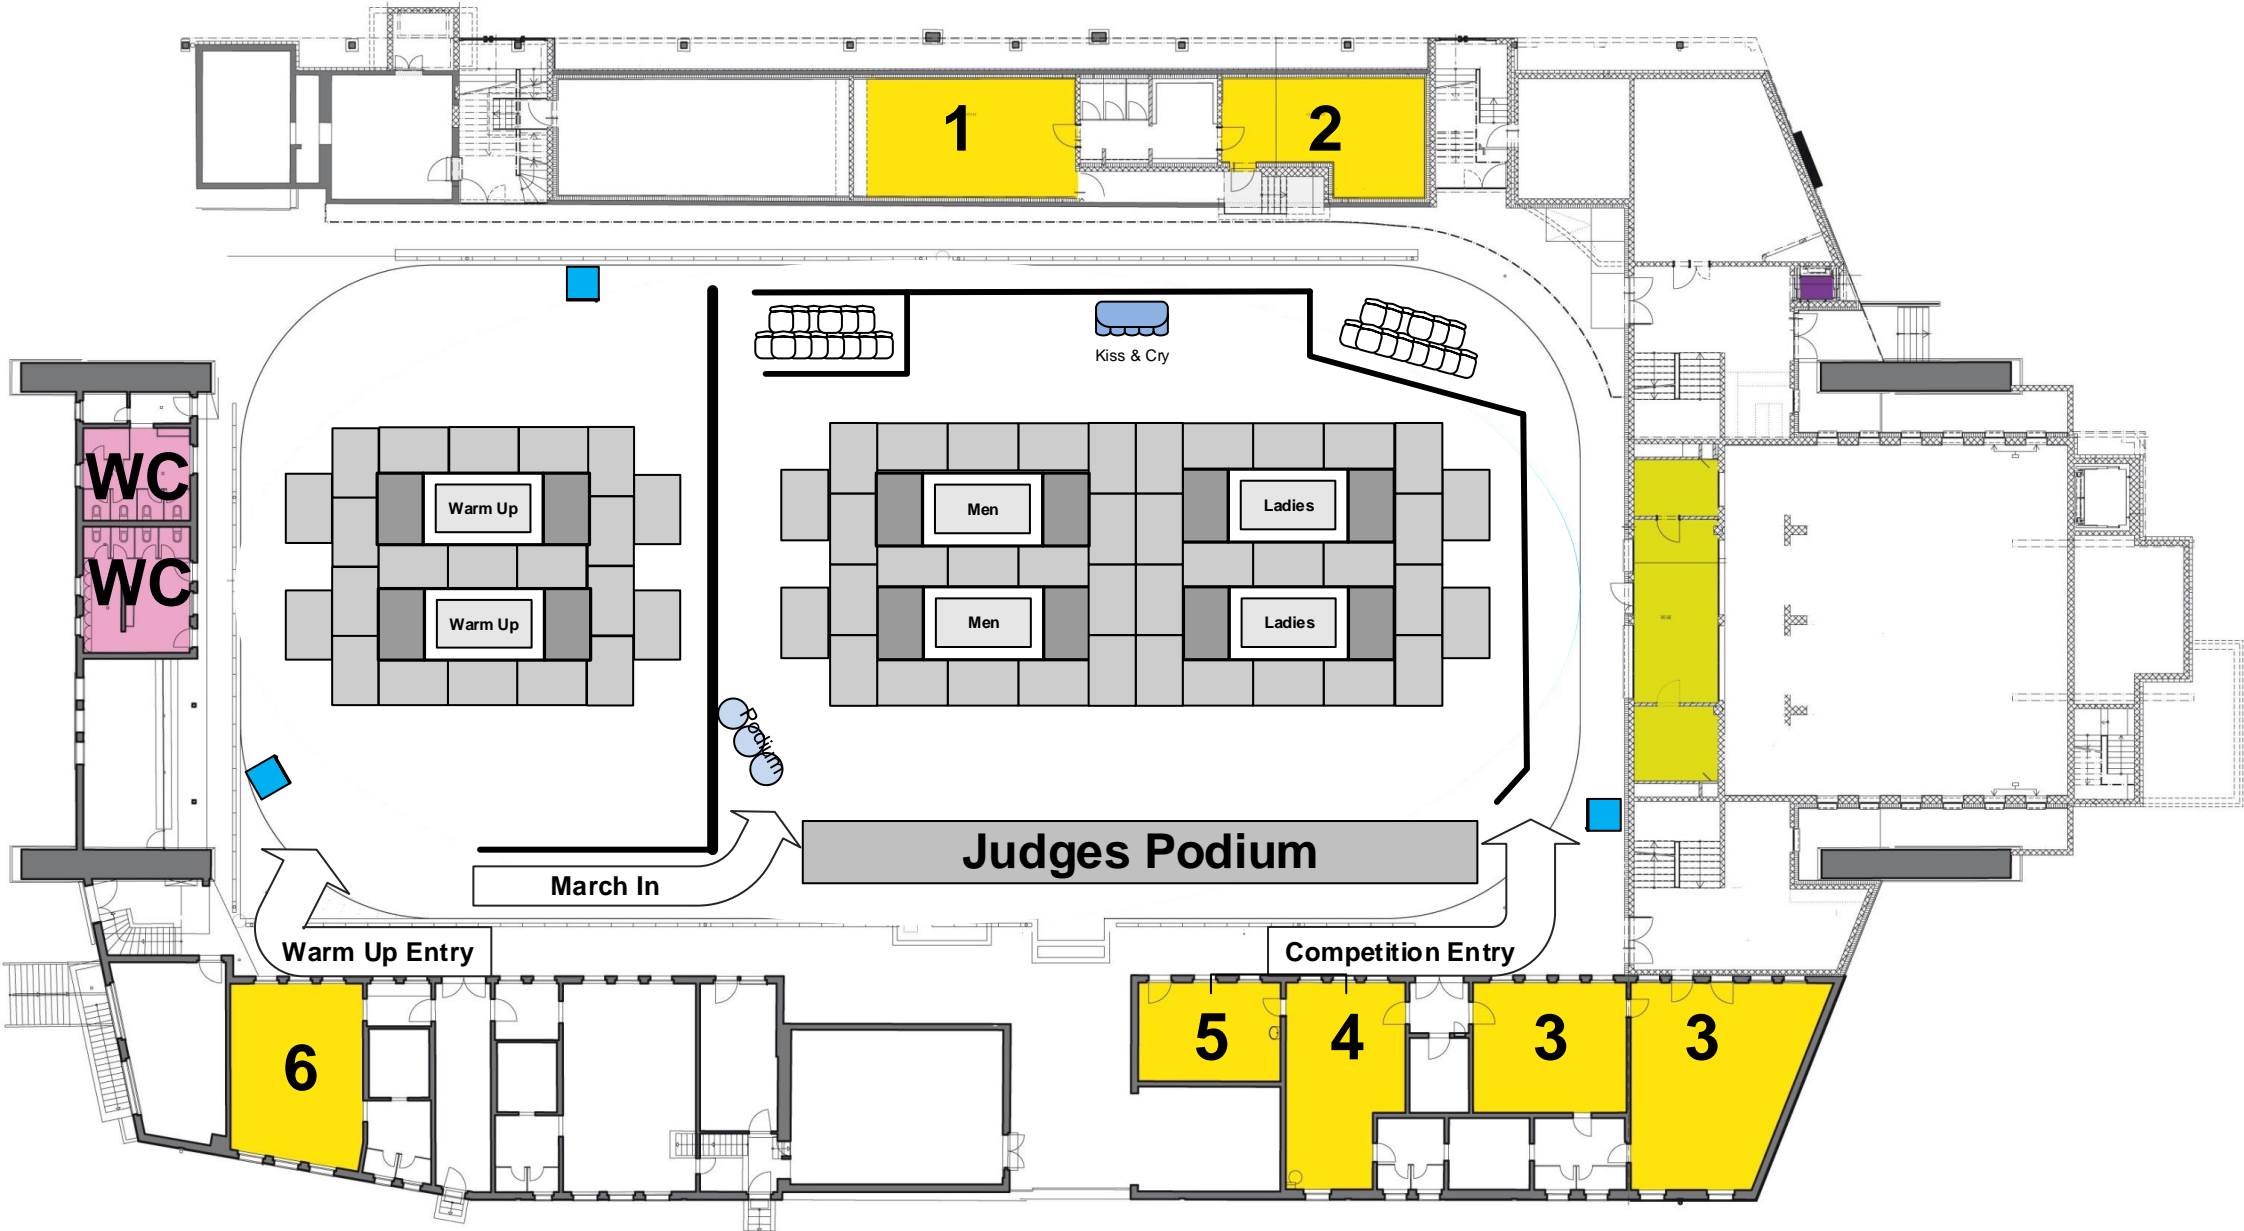 1
2
Kiss & Cry
WC
WC
Warm Up
Men
Ladies
Warm Up
Men
Ladies
Podium
Judges Podium
March In
Warm Up Entry
Competition Entry
6
5
4
3
3